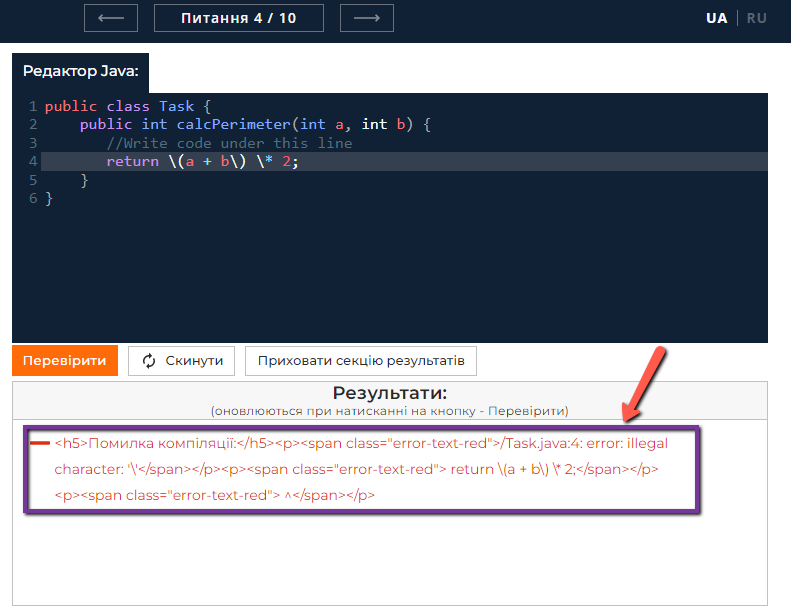 Питання 4 / 10
UA | RU
Редактор Java:
1 public class Task {
2     public int calcPerimeter(int a, int b) {
3        //Write code under this line
4        return \(a + b\) \* 2;
5     }
6 }
Перевірити
Скинути
Приховати секцію результатів
Результати:
(оновлюються при натисканні на кнопку - Перевірити)
<h5>Помилка компіляції:</h5><p><span class="error-text-red">/Task.java:4: error: illegal
character: '\'</span></p><p><span class="error-text-red"> return \(a + b\) \* 2;</span></p>
<p><span class="error-text-red"> ^</span></p>